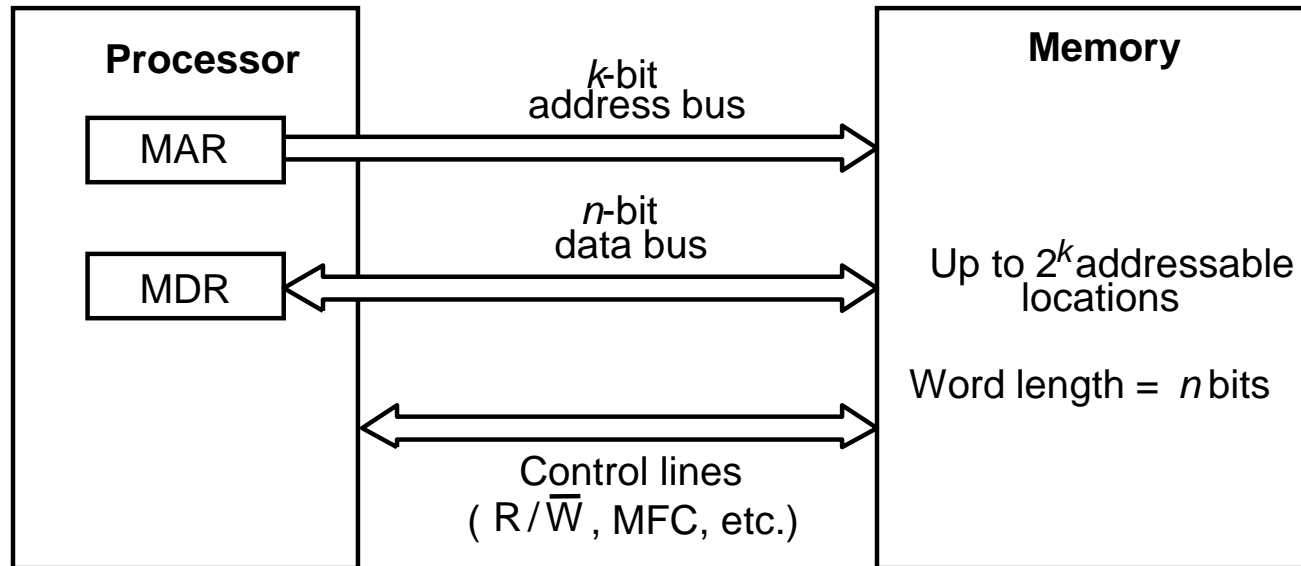 Processor
MAR
MDR
k-bit
address bus
n-bit
data bus
Control lines
( R / W̅ , MFC, etc.)
Memory
Up to 2ᵏ addressable
locations
Word length = n bits